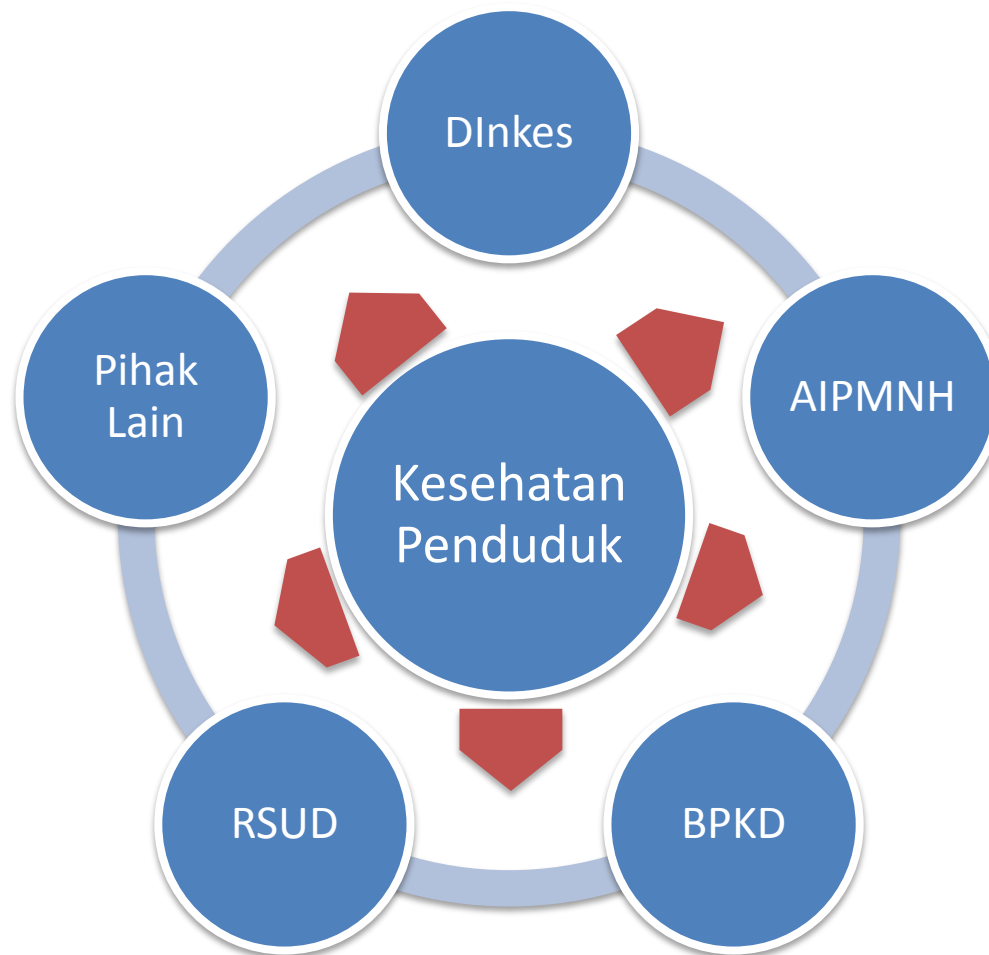 DInkes
Pihak
Lain
AIPMNH
Kesehatan
Penduduk
RSUD
BPKD